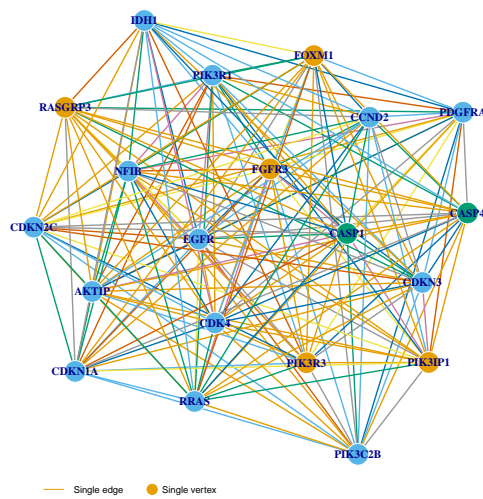 IDH1
FOXM1
PIK3R1
RASGRP3
PDGFRA
CCND2
NFIB
FGFR3
CASP4
CDKN2C
CASP1
EGFR
CDKN3
AKTIP
CDK4
PIK3R3
PIK3IP1
CDKN1A
RRAS
PIK3C2B
Single edge
Single vertex